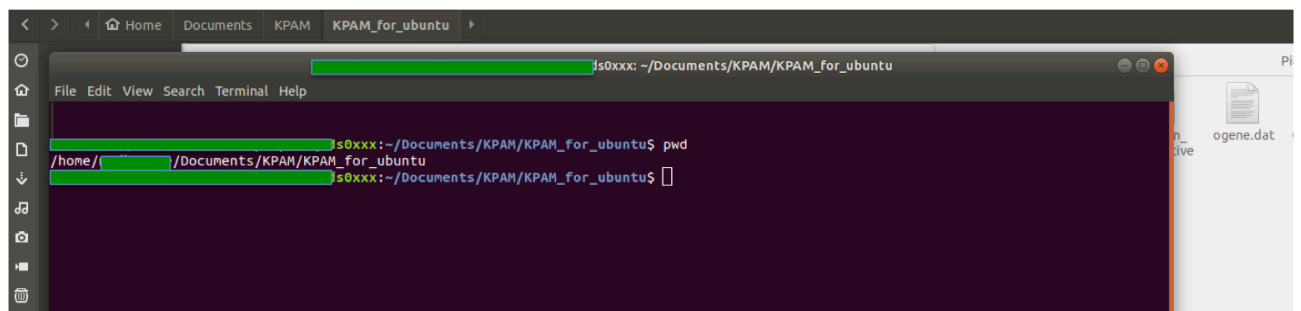 Home Documents KPAM KPAM_for_ubuntu
ds0xxx: ~/Documents/KPAM/KPAM_for_ubuntu
Pi
File Edit View Search Terminal Help
ds0xxx:~/Documents/KPAM/KPAM_for_ubuntu$ pwd
/home/ /Documents/KPAM/KPAM_for_ubuntu
ds0xxx:~/Documents/KPAM/KPAM_for_ubuntu$
ogene.dat